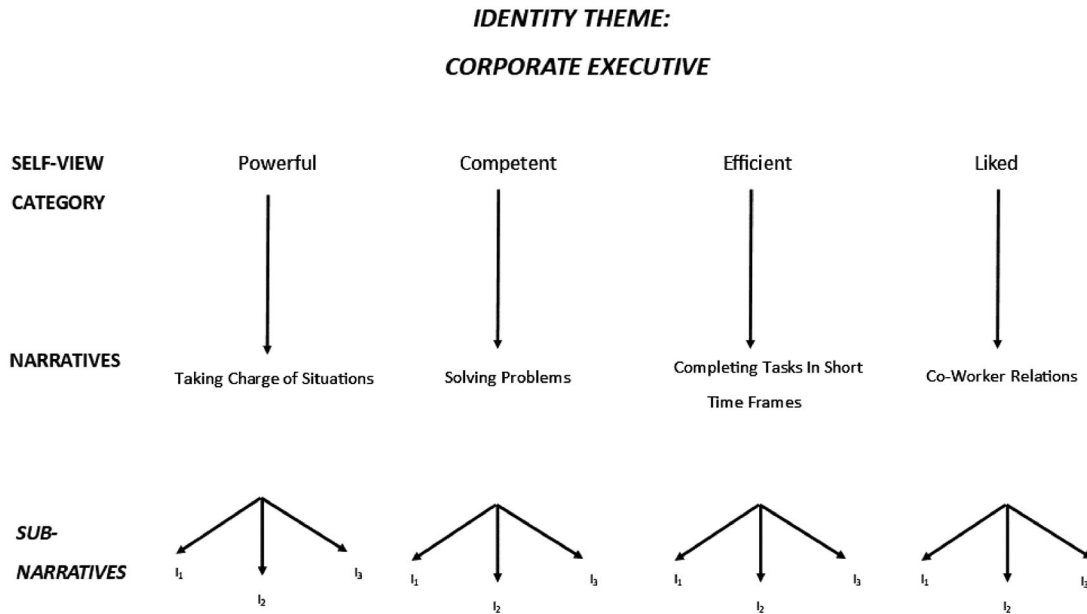 IDENTITY THEME:
CORPORATE EXECUTIVE
SELF-VIEW
CATEGORY
Powerful
Competent
Efficient
Liked
NARRATIVES
Taking Charge of Situations
Solving Problems
Completing Tasks In Short
Time Frames
Co-Worker Relations
SUB-
NARRATIVES
I₁
I₂
I₃
I₁
I₂
I₃
I₁
I₂
I₃
I₁
I₂
I₃